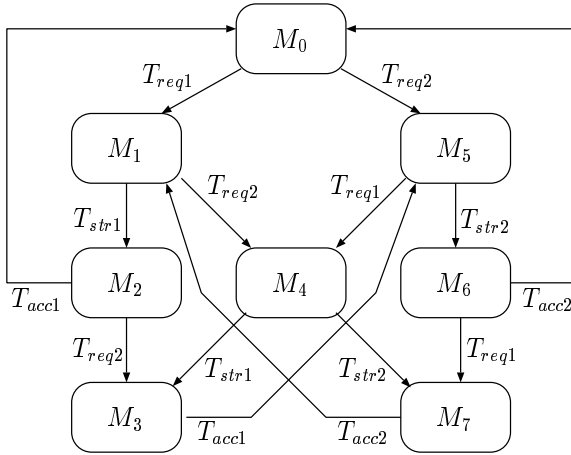 M0
Treq1
Treq2
M1
M5
Treq2
Treq1
Tstr1
Tstr2
M2
M4
M6
Tacc1
Tacc2
Treq2
Tstr1
Tstr2
Treq1
M3
M7
Tacc1
Tacc2